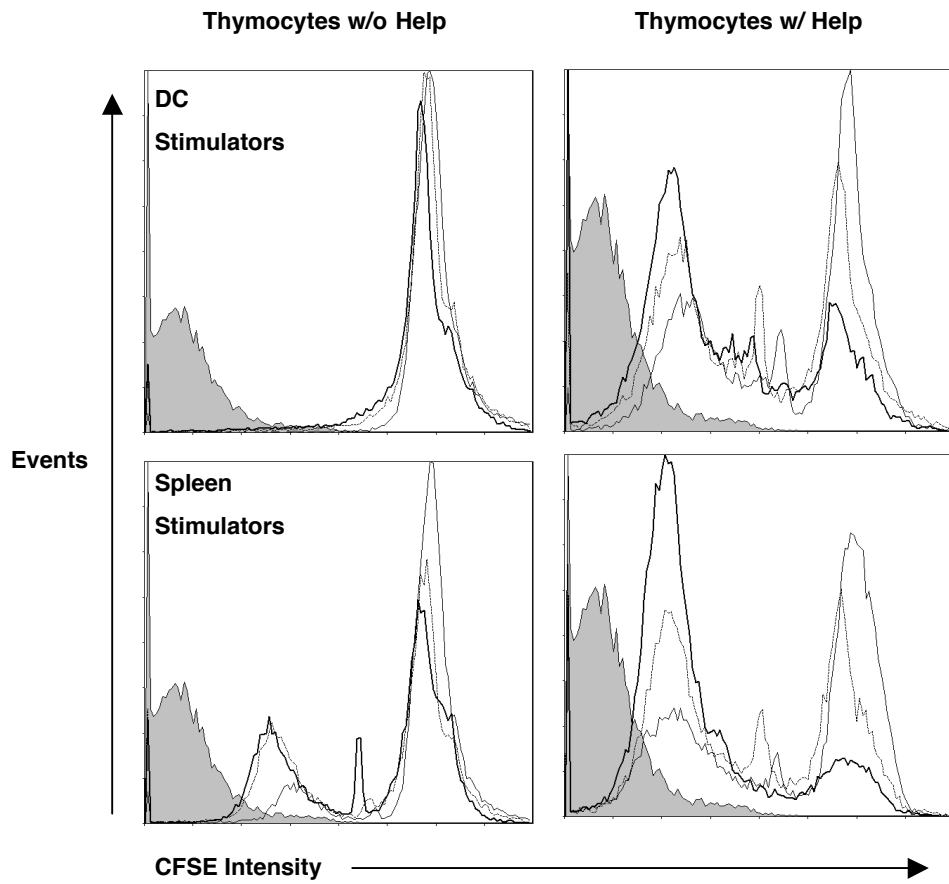 Thymocytes w/o Help
Thymocytes w/ Help
DC
Stimulators
Events
Spleen
Stimulators
CFSE Intensity